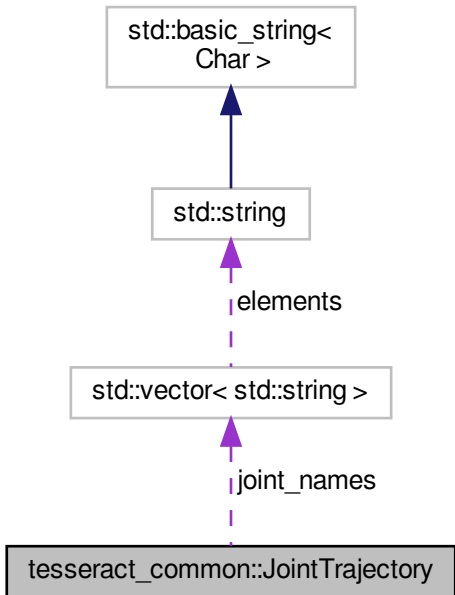 std::basic_string<
Char >
std::string
elements
std::vector< std::string >
joint_names
tesseract_common::JointTrajectory